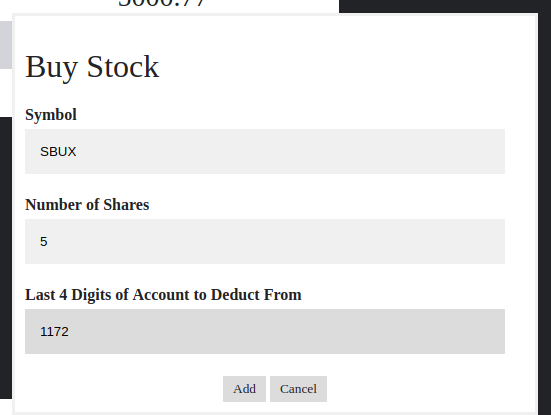 Buy Stock
Symbol
SBUX
Number of Shares
5
Last 4 Digits of Account to Deduct From
1172
Add Cancel